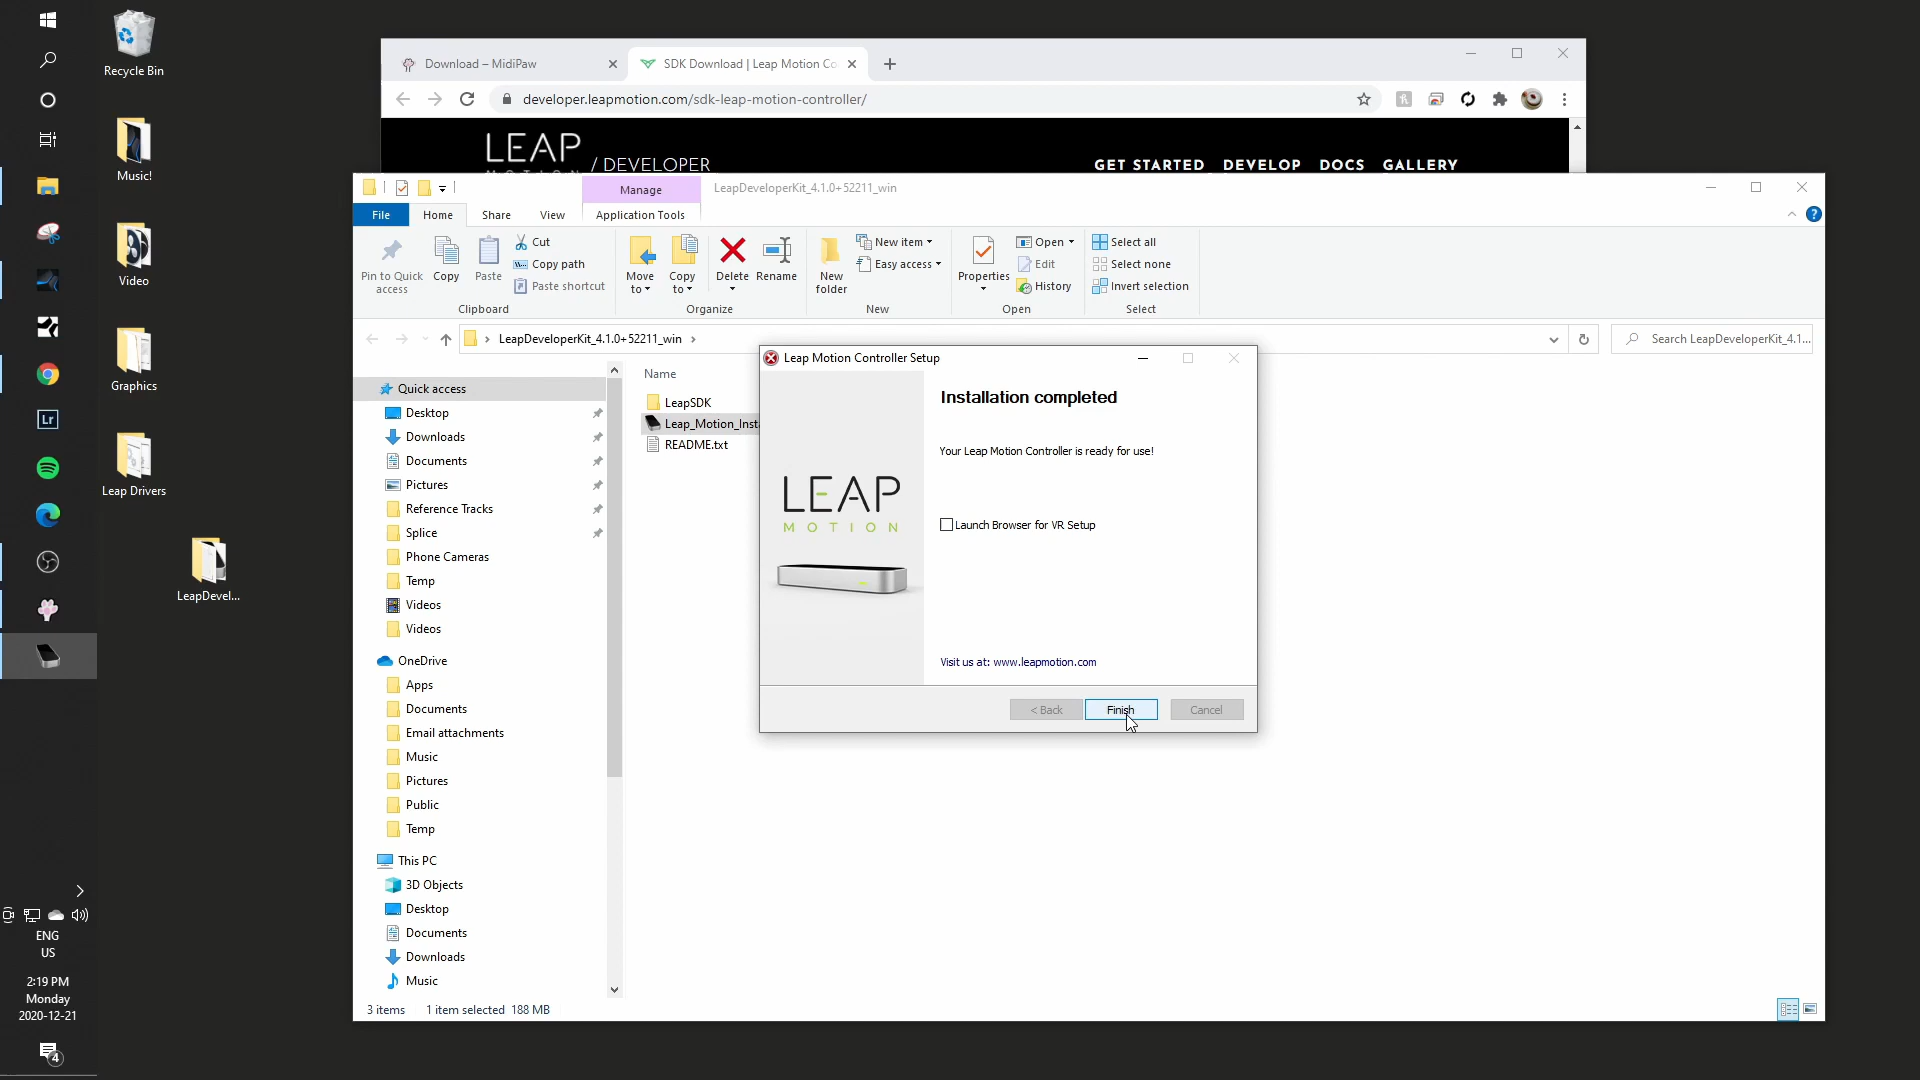 Recycle Bin
Music!
Video
Graphics
Leap Drivers
LeapDevel...
Lr
ENG
US
2:19 PM
Monday
2020-12-21
4
Download – MidiPaw
SDK Download | Leap Motion Co
developer.leapmotion.com/sdk-leap-motion-controller/
LEAP
/ DEVELOPER
GET STARTED DEVELOP DOCS GALLERY
Manage
LeapDeveloperKit_4.1.0+52211_win
File
Home
Share
View
Application Tools
Pin to Quick
access
Copy
Paste
Cut
Copy path
Paste shortcut
Clipboard
Move
to
Copy
to
Delete
Rename
Organize
New
folder
New item
Easy access
New
Properties
Open
Edit
History
Open
Select all
Select none
Invert selection
Select
LeapDeveloperKit_4.1.0+52211_win
Search LeapDeveloperKit_4.1...
Quick access
Desktop
Downloads
Documents
Pictures
Reference Tracks
Splice
Phone Cameras
Temp
Videos
Videos
OneDrive
Apps
Documents
Email attachments
Music
Pictures
Public
Temp
This PC
3D Objects
Desktop
Documents
Downloads
Music
Name
LeapSDK
Leap_Motion_Inst
README.txt
3 items
1 item selected 188 MB
Leap Motion Controller Setup
LEAP
MOTION
Installation completed
Your Leap Motion Controller is ready for use!
Launch Browser for VR Setup
Visit us at: www.leapmotion.com
< Back
Finish
Cancel